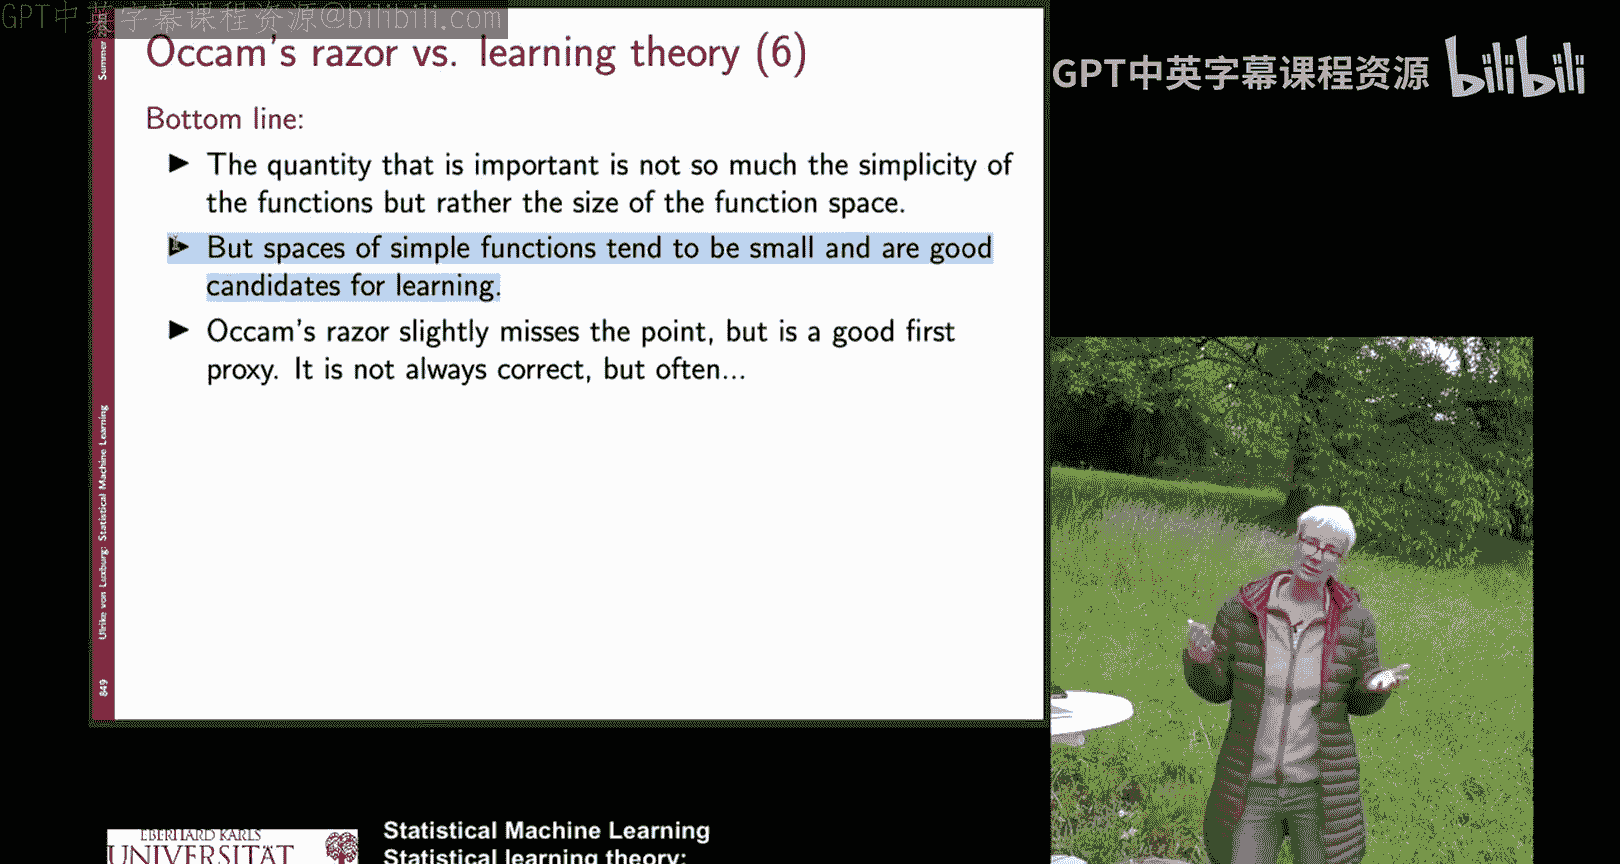 GPT中英字幕课程资源@bilibili.com
Occam's razor vs. learning theory (6)
Bottom line:
► The quantity that is important is not so much the simplicity of
the functions but rather the size of the function space.
► But spaces of simple functions tend to be small and are good
candidates for learning.
► Occam's razor slightly misses the point, but is a good first
proxy. It is not always correct, but often...
Summer
Ulrike von Luxburg: Statistical Machine Learning
849
GPT中英字幕课程资源 bilibili
EBERHARD KARLS
UNIVERSITÄT
Statistical Machine Learning
Statistical learning theory: